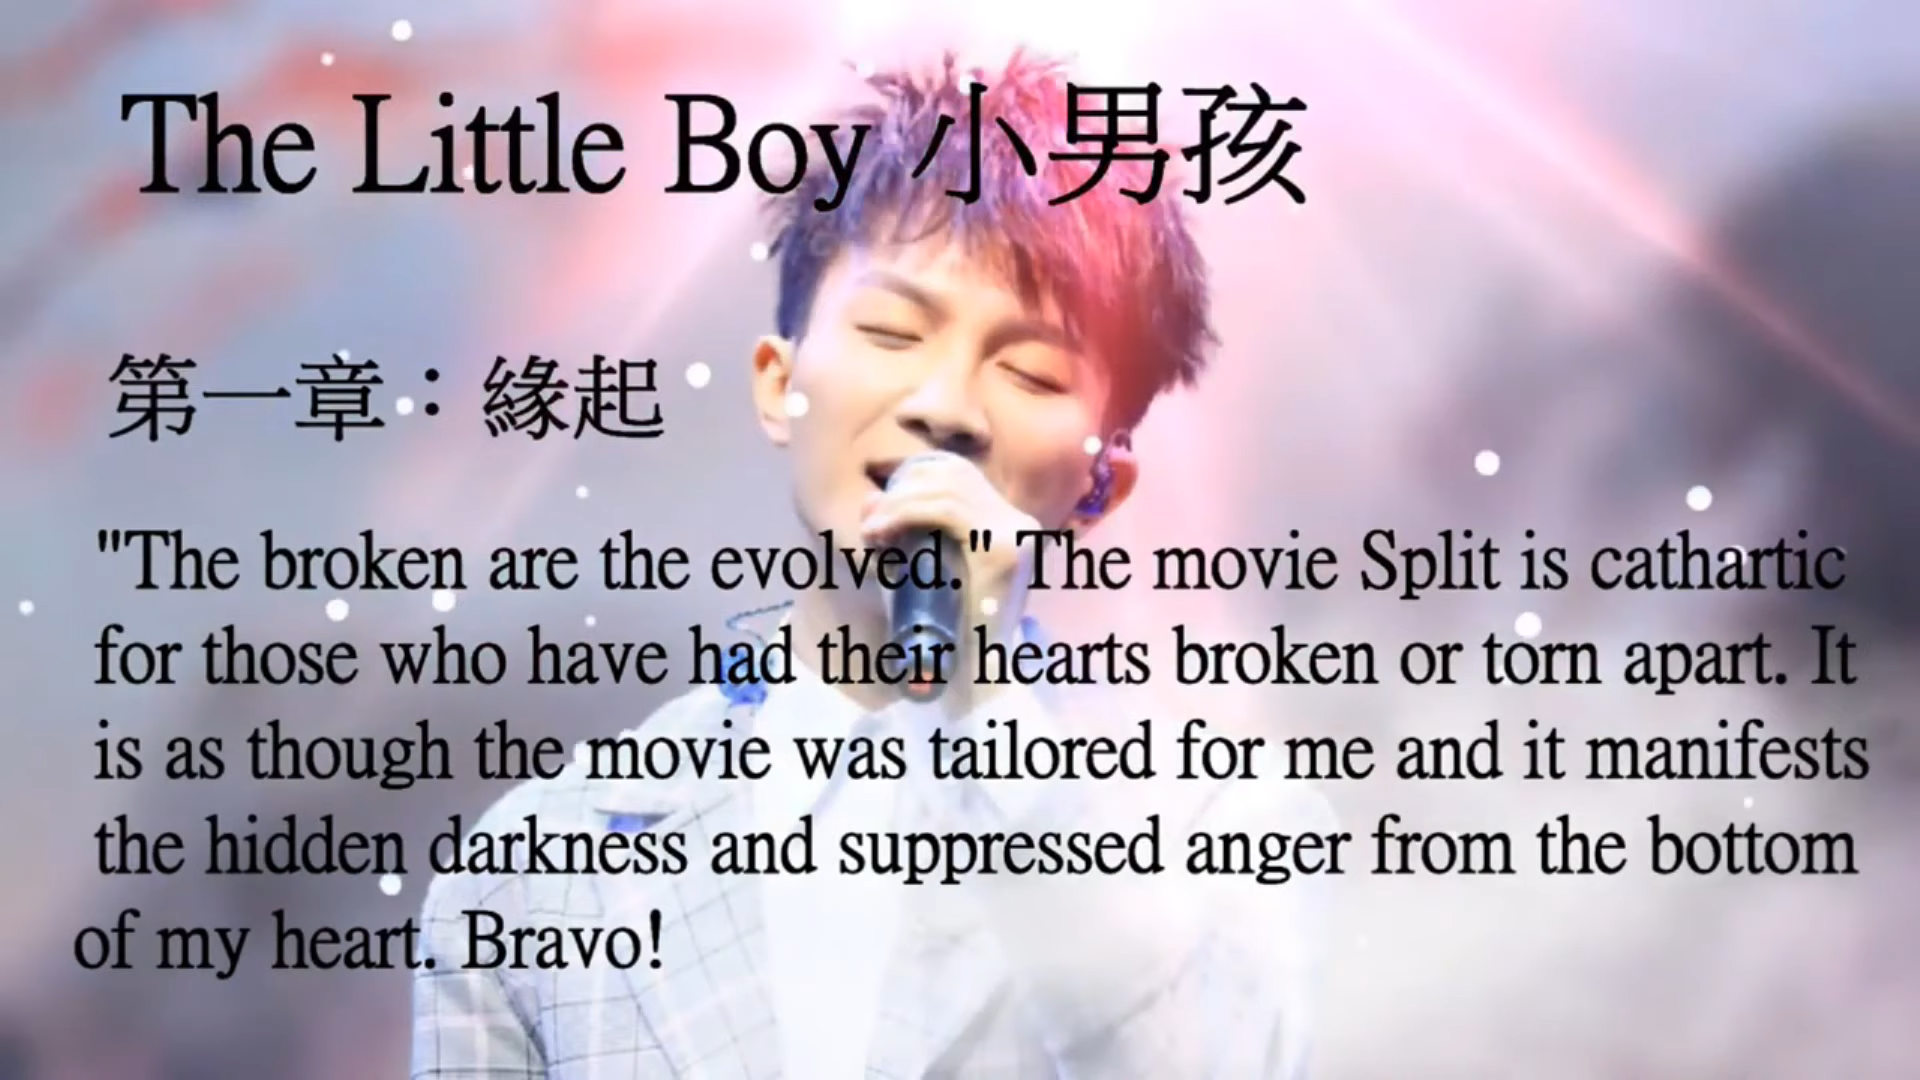 The Little Boy 小男孩
第一章：緣起
"The broken are the evolved." The movie Split is cathartic
for those who have had their hearts broken or torn apart. It
is as though the movie was tailored for me and it manifests
the hidden darkness and suppressed anger from the bottom
of my heart. Bravo!